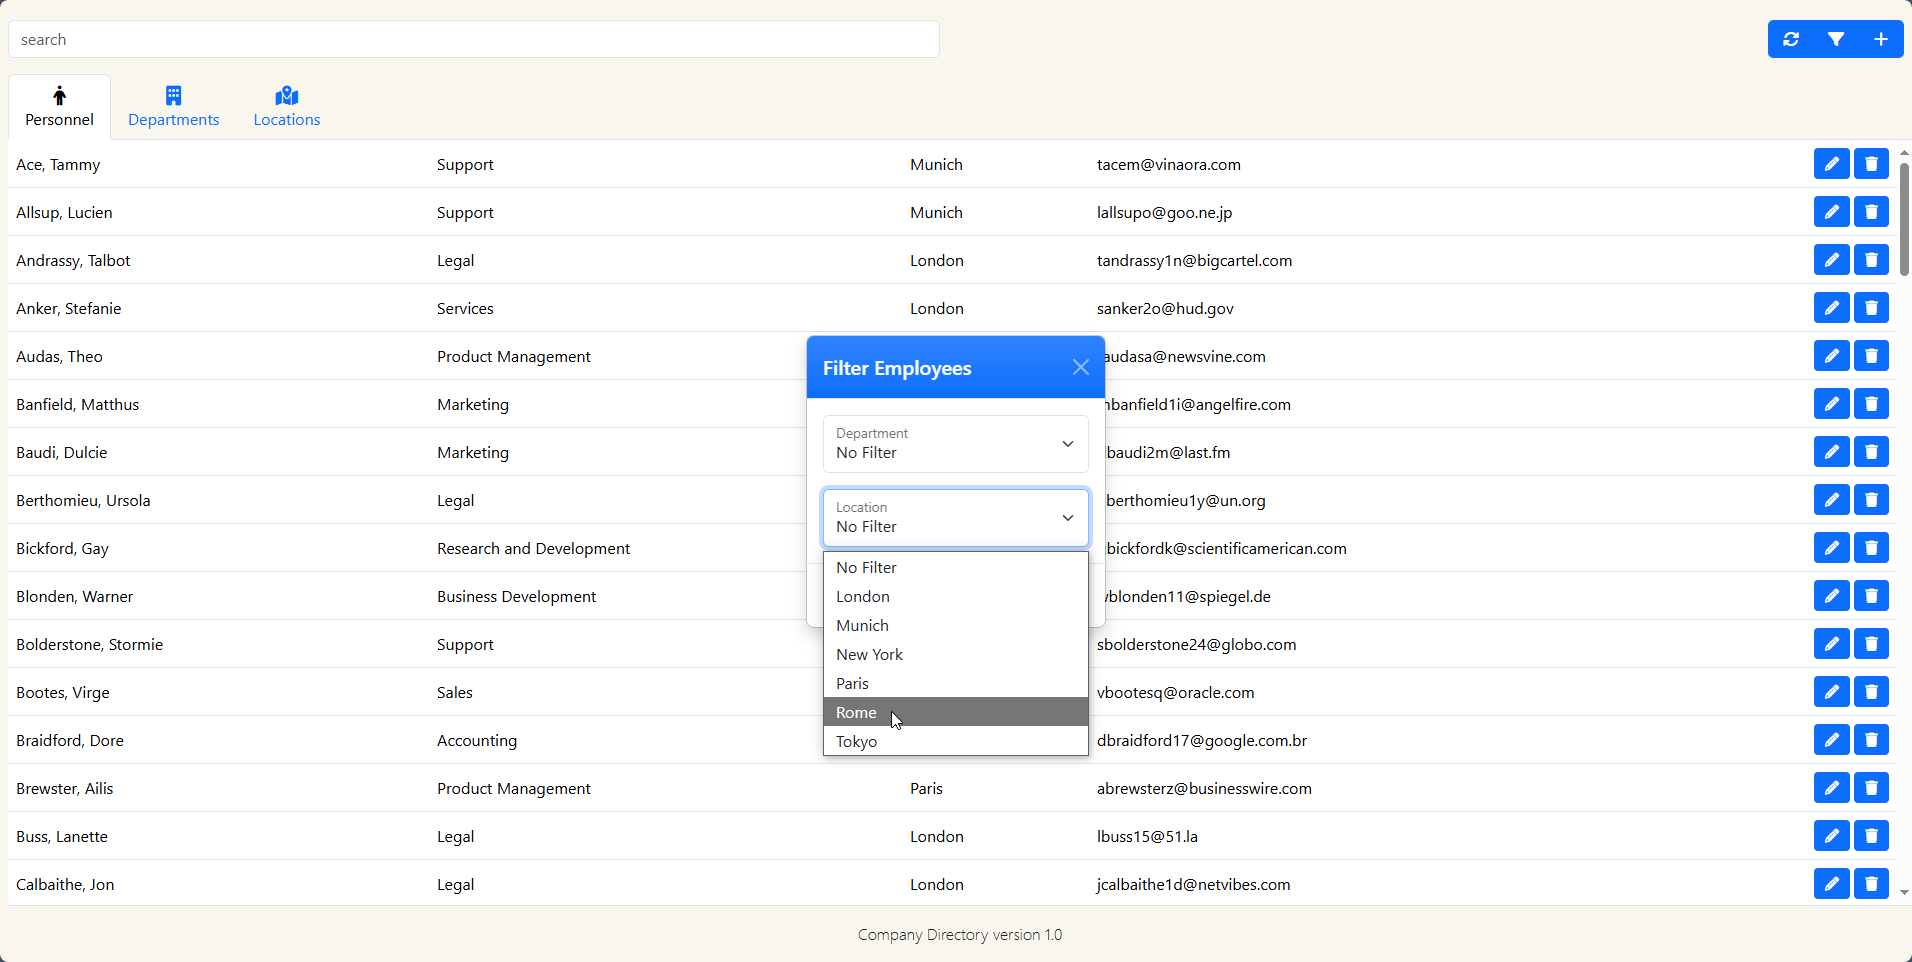 search
Personnel Departments Locations
Ace, Tammy Support Munich tacem@vinaora.com
Allsup, Lucien Support Munich lallsupo@goo.ne.jp
Andrassy, Talbot Legal London tandrassy1n@bigcartel.com
Anker, Stefanie Services London sanker2o@hud.gov
Audas, Theo Product Management audasa@newsvine.com
Banfield, Matthus Marketing banfield1i@angelfire.com
Baudi, Dulcie Marketing baudi2m@last.fm
Berthomieu, Ursola Legal berthomieu1y@un.org
Bickford, Gay Research and Development bickfordk@scientificamerican.com
Blonden, Warner Business Development blonden11@spiegel.de
Bolderstone, Stormie Support sbolderstone24@globo.com
Bootes, Virge Sales vbootesq@oracle.com
Braidford, Dore Accounting dbraidford17@google.com.br
Brewster, Ailis Product Management Paris abrewsterz@businesswire.com
Buss, Lanette Legal London lbuss15@51.la
Calbaithe, Jon Legal London jcalbaithe1d@netvibes.com
Filter Employees
Department
No Filter
Location
No Filter
No Filter
London
Munich
New York
Paris
Rome
Tokyo
Company Directory version 1.0